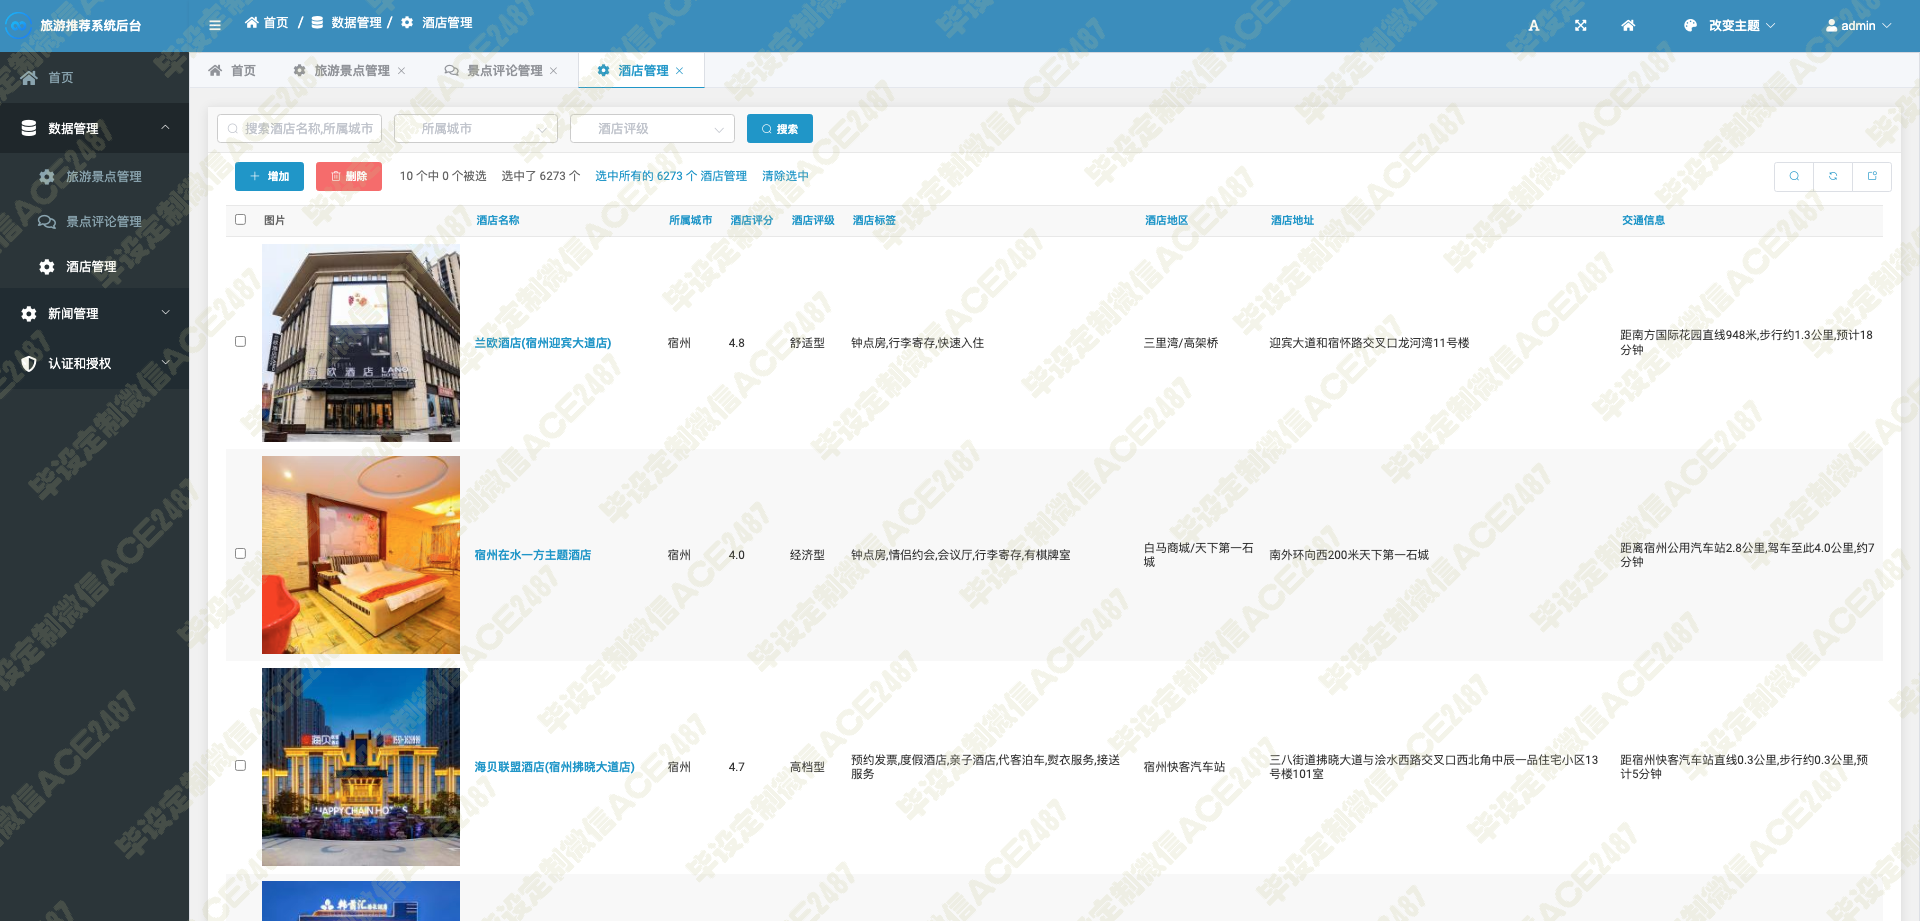 旅游推荐系统后台
首页 / 数据管理 / 酒店管理
A
改变主题
admin
首页
旅游景点管理
景点评论管理
酒店管理
首页
数据管理
旅游景点管理
景点评论管理
酒店管理
新闻管理
认证和授权
搜索酒店名称,所属城市
所属城市
酒店评级
搜索
增加
删除
10 个中 0 个被选
选中了 6273 个
选中所有的 6273 个 酒店管理
清除选中
图片 酒店名称 所属城市 酒店评分 酒店评级 酒店标签 酒店地区 酒店地址 交通信息
兰欧酒店(宿州迎宾大道店) 宿州 4.8 舒适型 钟点房,行李寄存,快速入住 三里湾/高架桥 迎宾大道和宿怀路交叉口龙河湾11号楼
距南方国际花园直线948米,步行约1.3公里,预计18
分钟
欧酒店 LANO
宿州在水一方主题酒店 宿州 4.0 经济型 钟点房,情侣约会,会议厅,行李寄存,有棋牌室
白马商城/天下第一石
城
南外环向西200米天下第一石城
距离宿州公用汽车站2.8公里,驾车至此4.0公里,约7
分钟
海贝联盟酒店(宿州拂晓大道店) 宿州 4.7 高档型
预约发票,度假酒店,亲子酒店,代客泊车,熨衣服务,接送
服务
宿州快客汽车站
三八街道拂晓大道与浍水西路交叉口西北角中辰一品住宅小区13
号楼101室
距宿州快客汽车站直线0.3公里,步行约0.3公里,预
计5分钟
海贝
HAPPY CHAIN HO
毕设定制微信ACE2487